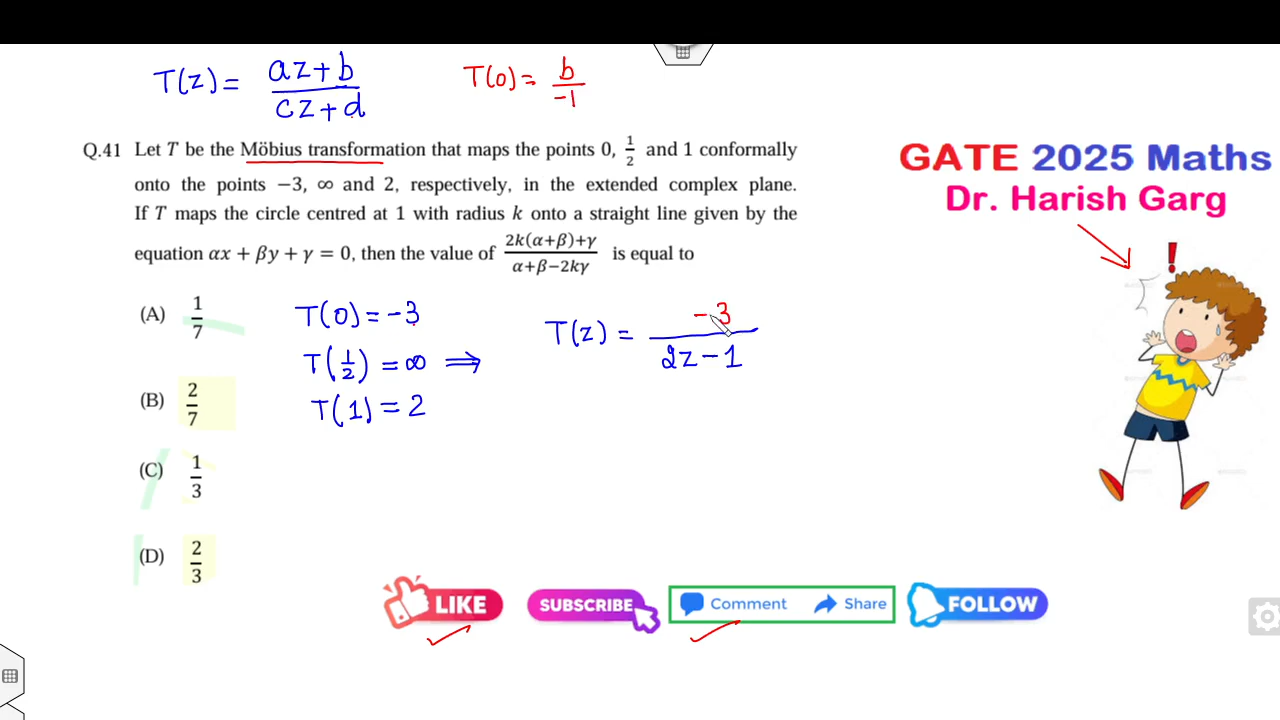 T(z) = az+b / cz+d
T(0) = b / -1
Q.41 Let T be the Möbius transformation that maps the points 0, 1/2 and 1 conformally
onto the points −3, ∞ and 2, respectively, in the extended complex plane.
If T maps the circle centred at 1 with radius k onto a straight line given by the
equation αx + βy + γ = 0, then the value of 2k(α+β)+γ / α+β−2kγ is equal to
(A) 1/7
(B) 2/7
(C) 1/3
(D) 2/3
T(0) = -3
T(1/2) = ∞ ⇒
T(1) = 2
T(z) = -3 / 2z-1
GATE 2025 Maths
Dr. Harish Garg
!
LIKE
SUBSCRIBE
Comment
Share
FOLLOW